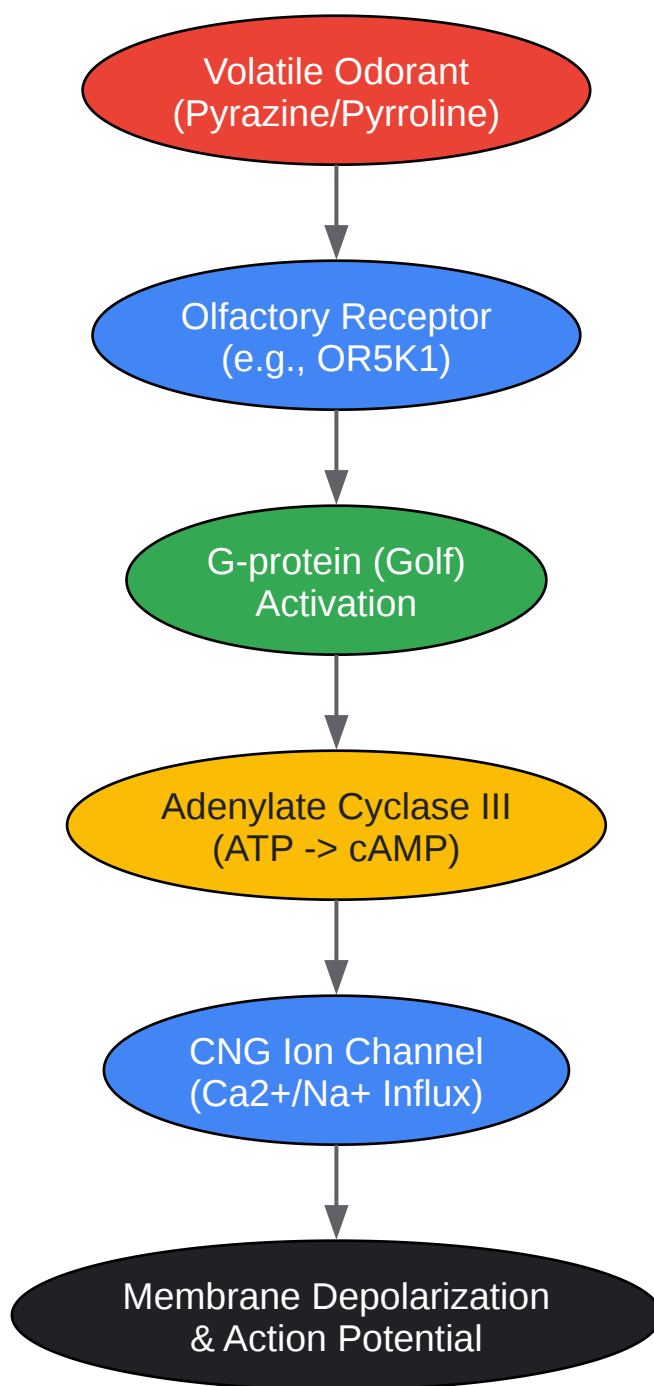 Volatile Odorant
(Pyrazine/Pyrroline)
Olfactory Receptor
(e.g., OR5K1)
G-protein (Golf)
Activation
Adenylate Cyclase III
(ATP -> cAMP)
CNG Ion Channel
(Ca2+/Na+ Influx)
Membrane Depolarization
& Action Potential